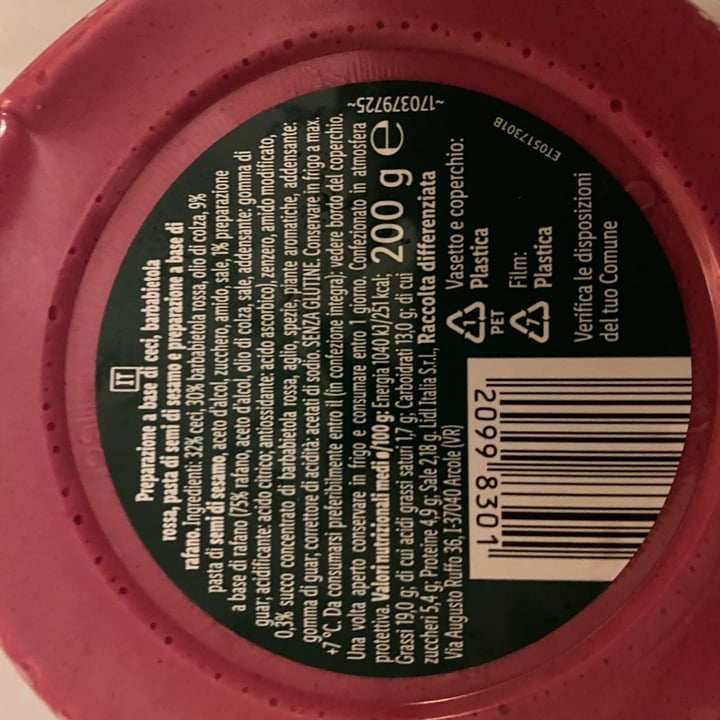 IT
Preparazione a base di ceci, barbabietola
rossa, pasta di semi di sesamo e preparazione a base di
rafano. Ingredienti: 32% ceci, 30% barbabietola rossa, olio di colza, 9%
pasta di semi di sesamo, aceto d'alcol, zucchero, amido, sale, 1% preparazione
a base di rafano (75% rafano, aceto d'alcol, olio di colza, sale, addensante: gomma di
guar; acidificante: acido citrico; antiossidante: acido ascorbico), zenzero, amido modificato,
0,3% succo concentrato di barbabietola rossa, aglio, spezie, piante aromatiche, addensante:
gomma di guar; correttore di acidità: acetati di sodio. SENZA GLUTINE. Conservare in frigo a max.
+7 °C. Da consumarsi preferibilmente entro il (in confezione integra): vedere bordo del coperchio.
Una volta aperto conservare in frigo e consumare entro 1 giorno. Confezionato in atmosfera
protettiva. Valori nutrizionali medi ø/100 g: Energia 1040 kJ/251 kcal;
Grassi 19,0 g; di cui acidi grassi saturi 1,7 g; Carboidrati 13,0 g; di cui
zuccheri 5,4 g; Proteine 4,9 g; Sale 2,18 g. Lidl Italia S.r.l.,
Via Augusto Ruffo 36, I-37040 Arcole (VR)
200 g e
Raccolta differenziata
Vasetto e coperchio:
1
PET
Plastica
Film:
7
Plastica
Verifica le disposizioni
del tuo Comune
2099 8301
~170379725~
ET0517301B